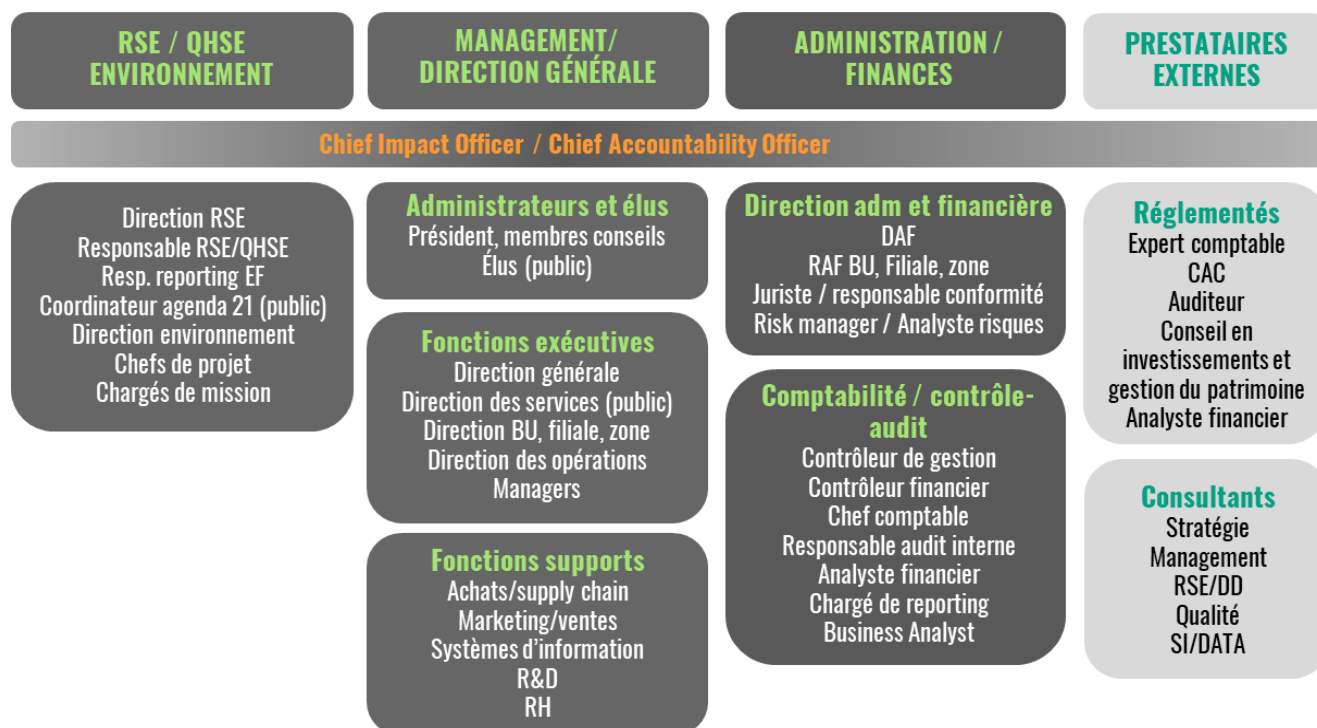 RSE / QHSE
ENVIRONNEMENT
MANAGEMENT/
DIRECTION GÉNÉRALE
ADMINISTRATION /
FINANCES
PRESTATAIRES
EXTERNES
Chief Impact Officer / Chief Accountability Officer
Direction RSE
Responsable RSE/QHSE
Resp. reporting EF
Coordinateur agenda 21 (public)
Direction environnement
Chefs de projet
Chargés de mission
Administrateurs et élus
Président, membres conseils
Élus (public)
Fonctions exécutives
Direction générale
Direction des services (public)
Direction BU, filiale, zone
Direction des opérations
Managers
Fonctions supports
Achats/supply chain
Marketing/ventes
Systèmes d’information
R&D
RH
Direction adm et financière
DAF
RAF BU, Filiale, zone
Juriste / responsable conformité
Risk manager / Analyste risques
Comptabilité / contrôle-
audit
Contrôleur de gestion
Contrôleur financier
Chef comptable
Responsable audit interne
Analyste financier
Chargé de reporting
Business Analyst
Réglementés
Expert comptable
CAC
Auditeur
Conseil en
investissements et
gestion du patrimoine
Analyste financier
Consultants
Stratégie
Management
RSE/DD
Qualité
SI/DATA